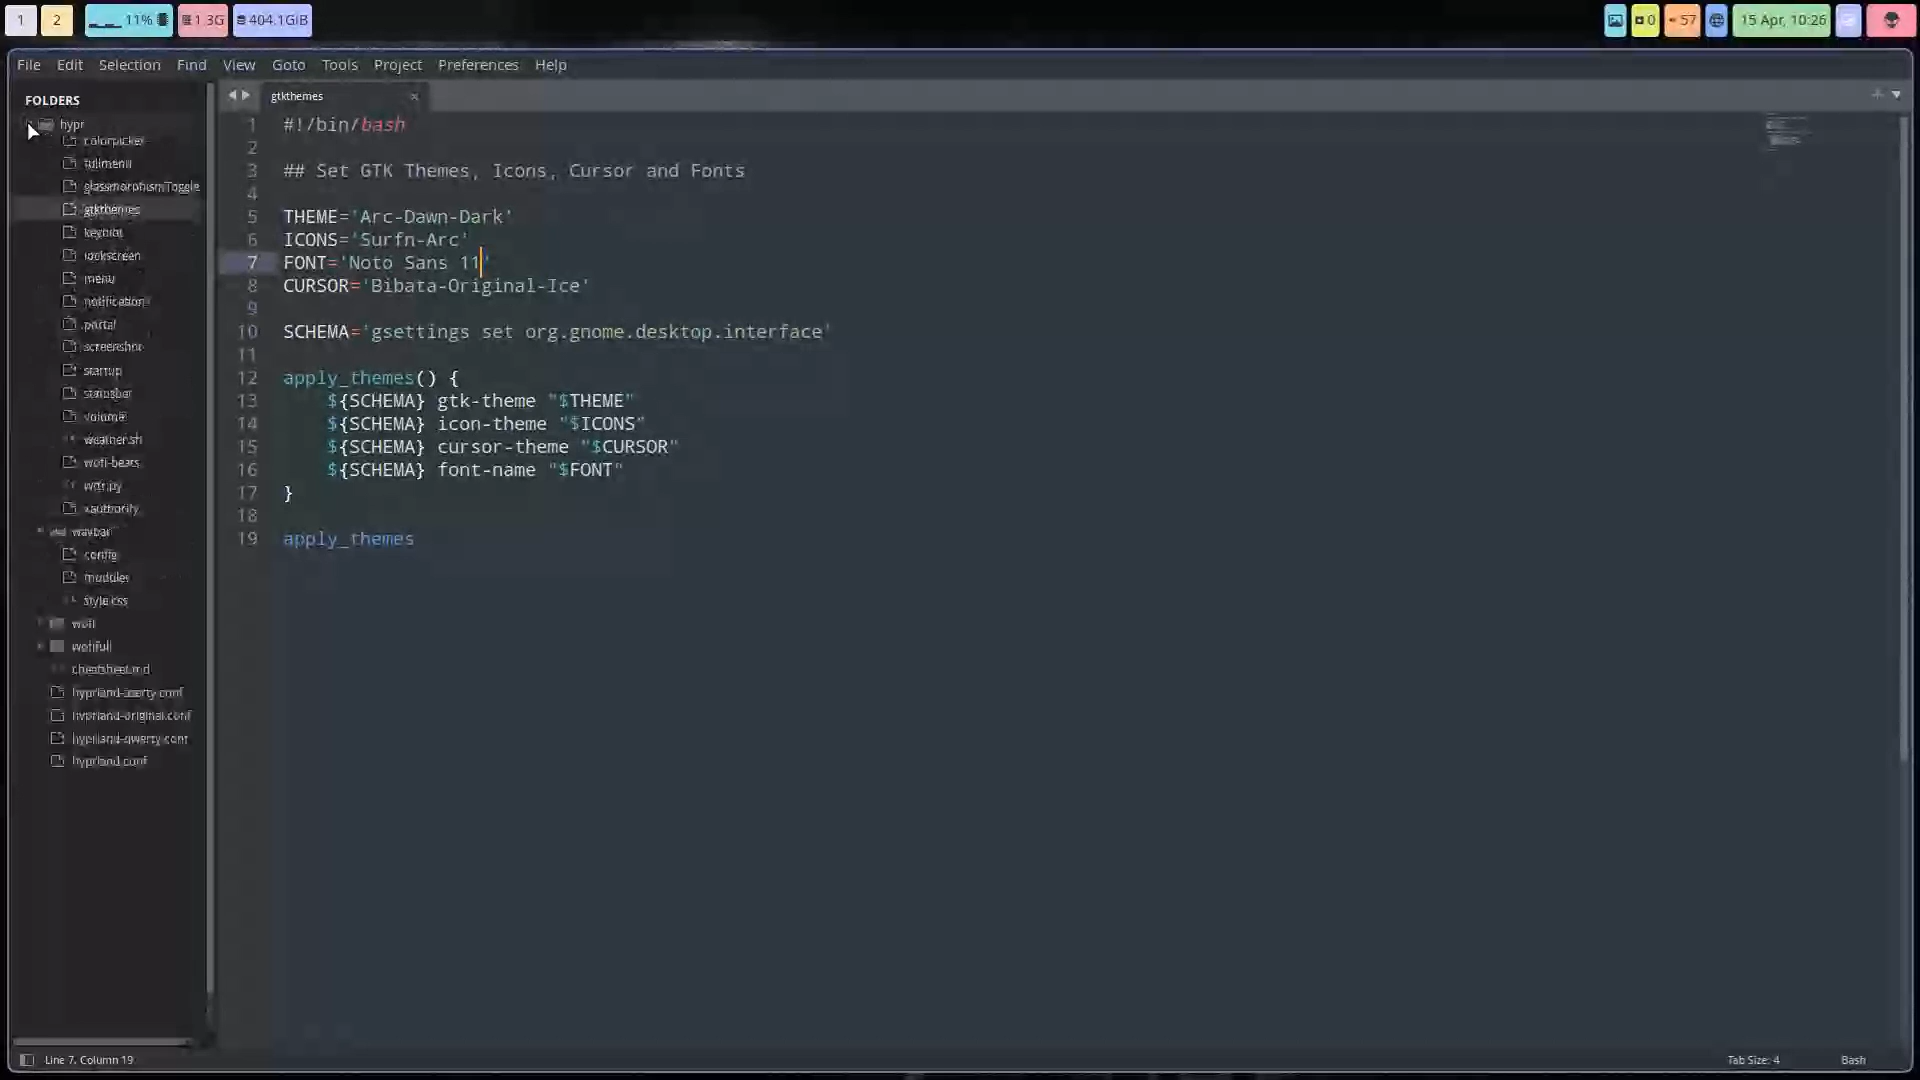 1
2
11%
1.3G
404.1GiB
0
57
15 Apr, 10:26
File Edit Selection Find View Goto Tools Project Preferences Help
FOLDERS
hypr
colorpicker
fullmenu
glassmorphismToggle
gtkthemes
keyhint
lockscreen
menu
notification
portal
screenshot
startup
statusbar
volume
weather.sh
wofi-beats
wttr.py
xauthority
waybar
config
modules
style.css
wofi
wofifull
cheatsheet.md
hyprland-azerty.conf
hyprland-original.conf
hyprland-qwerty.conf
hyprland.conf
gtkthemes
1 #!/bin/bash
2
3 ## Set GTK Themes, Icons, Cursor and Fonts
4
5 THEME='Arc-Dawn-Dark'
6 ICONS='Surfn-Arc'
7 FONT='Noto Sans 11'
8 CURSOR='Bibata-Original-Ice'
9
10 SCHEMA='gsettings set org.gnome.desktop.interface'
11
12 apply_themes() {
13 ${SCHEMA} gtk-theme "$THEME"
14 ${SCHEMA} icon-theme "$ICONS"
15 ${SCHEMA} cursor-theme "$CURSOR"
16 ${SCHEMA} font-name "$FONT"
17 }
18
19 apply_themes
Line 7, Column 19
Tab Size: 4
Bash